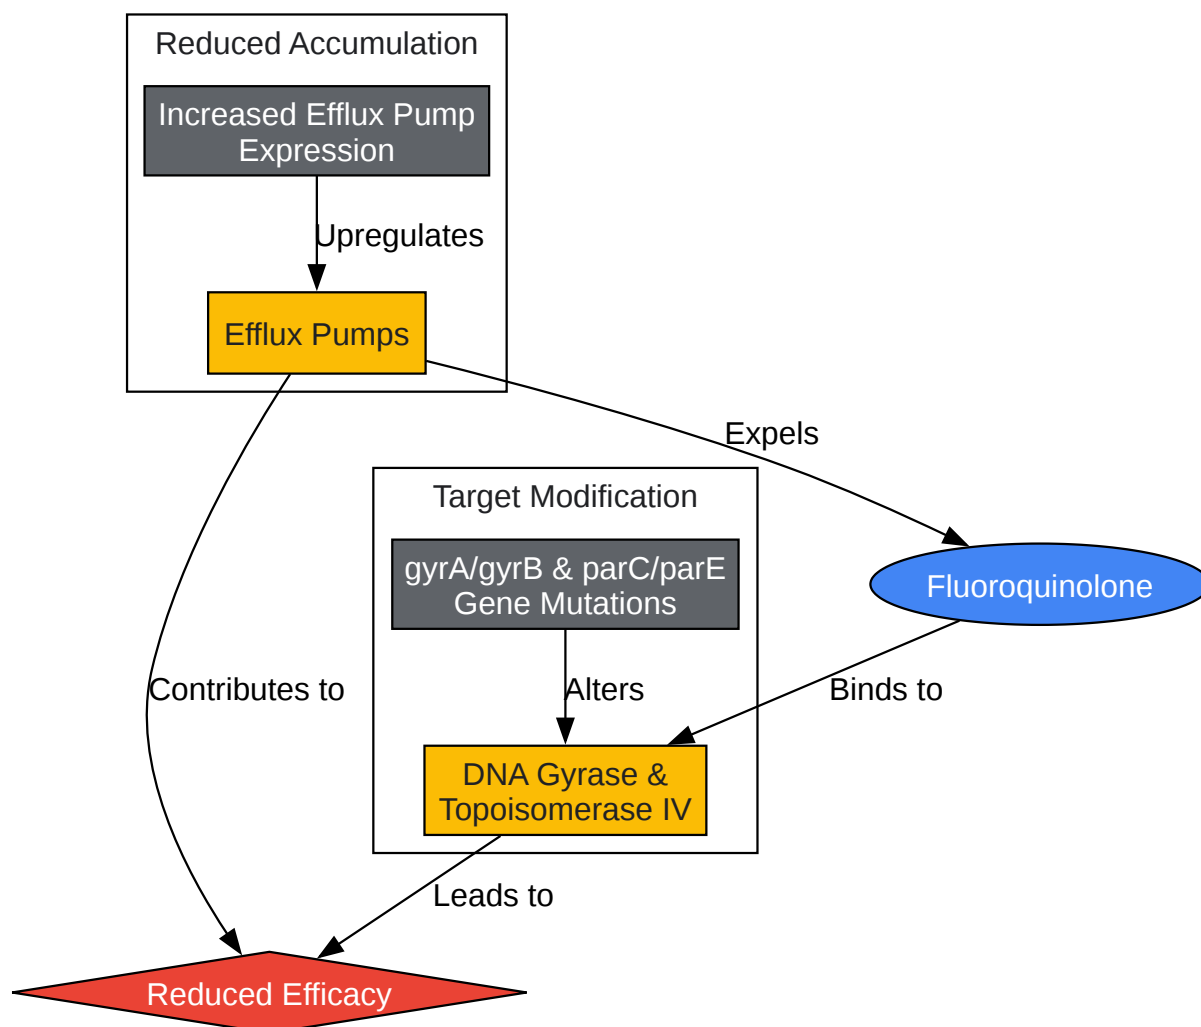 Reduced Accumulation
Increased Efflux Pump
Expression
Upregulates
Efflux Pumps
Expels
Target Modification
gyrA/gyrB & parC/parE
Gene Mutations
Fluoroquinolone
Contributes to
Alters
Binds to
DNA Gyrase &
Topoisomerase IV
Leads to
Reduced Efficacy